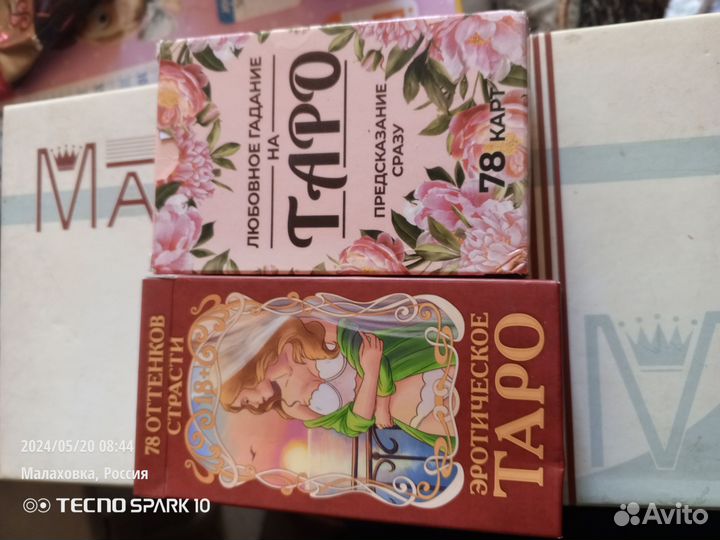 ЛЮБОВНОЕ ГАДАНИЕ
НА
ТАРО
ПРЕДСКАЗАНИЕ
СРАЗУ
78 КАРТ
78 ОТТЕНКОВ
СТРАСТИ
18+
ЭРОТИЧЕСКОЕ
ТАРО
MA
M
2024/05/20 08:44
Малаховка, Россия
TECNO SPARK 10
Avito